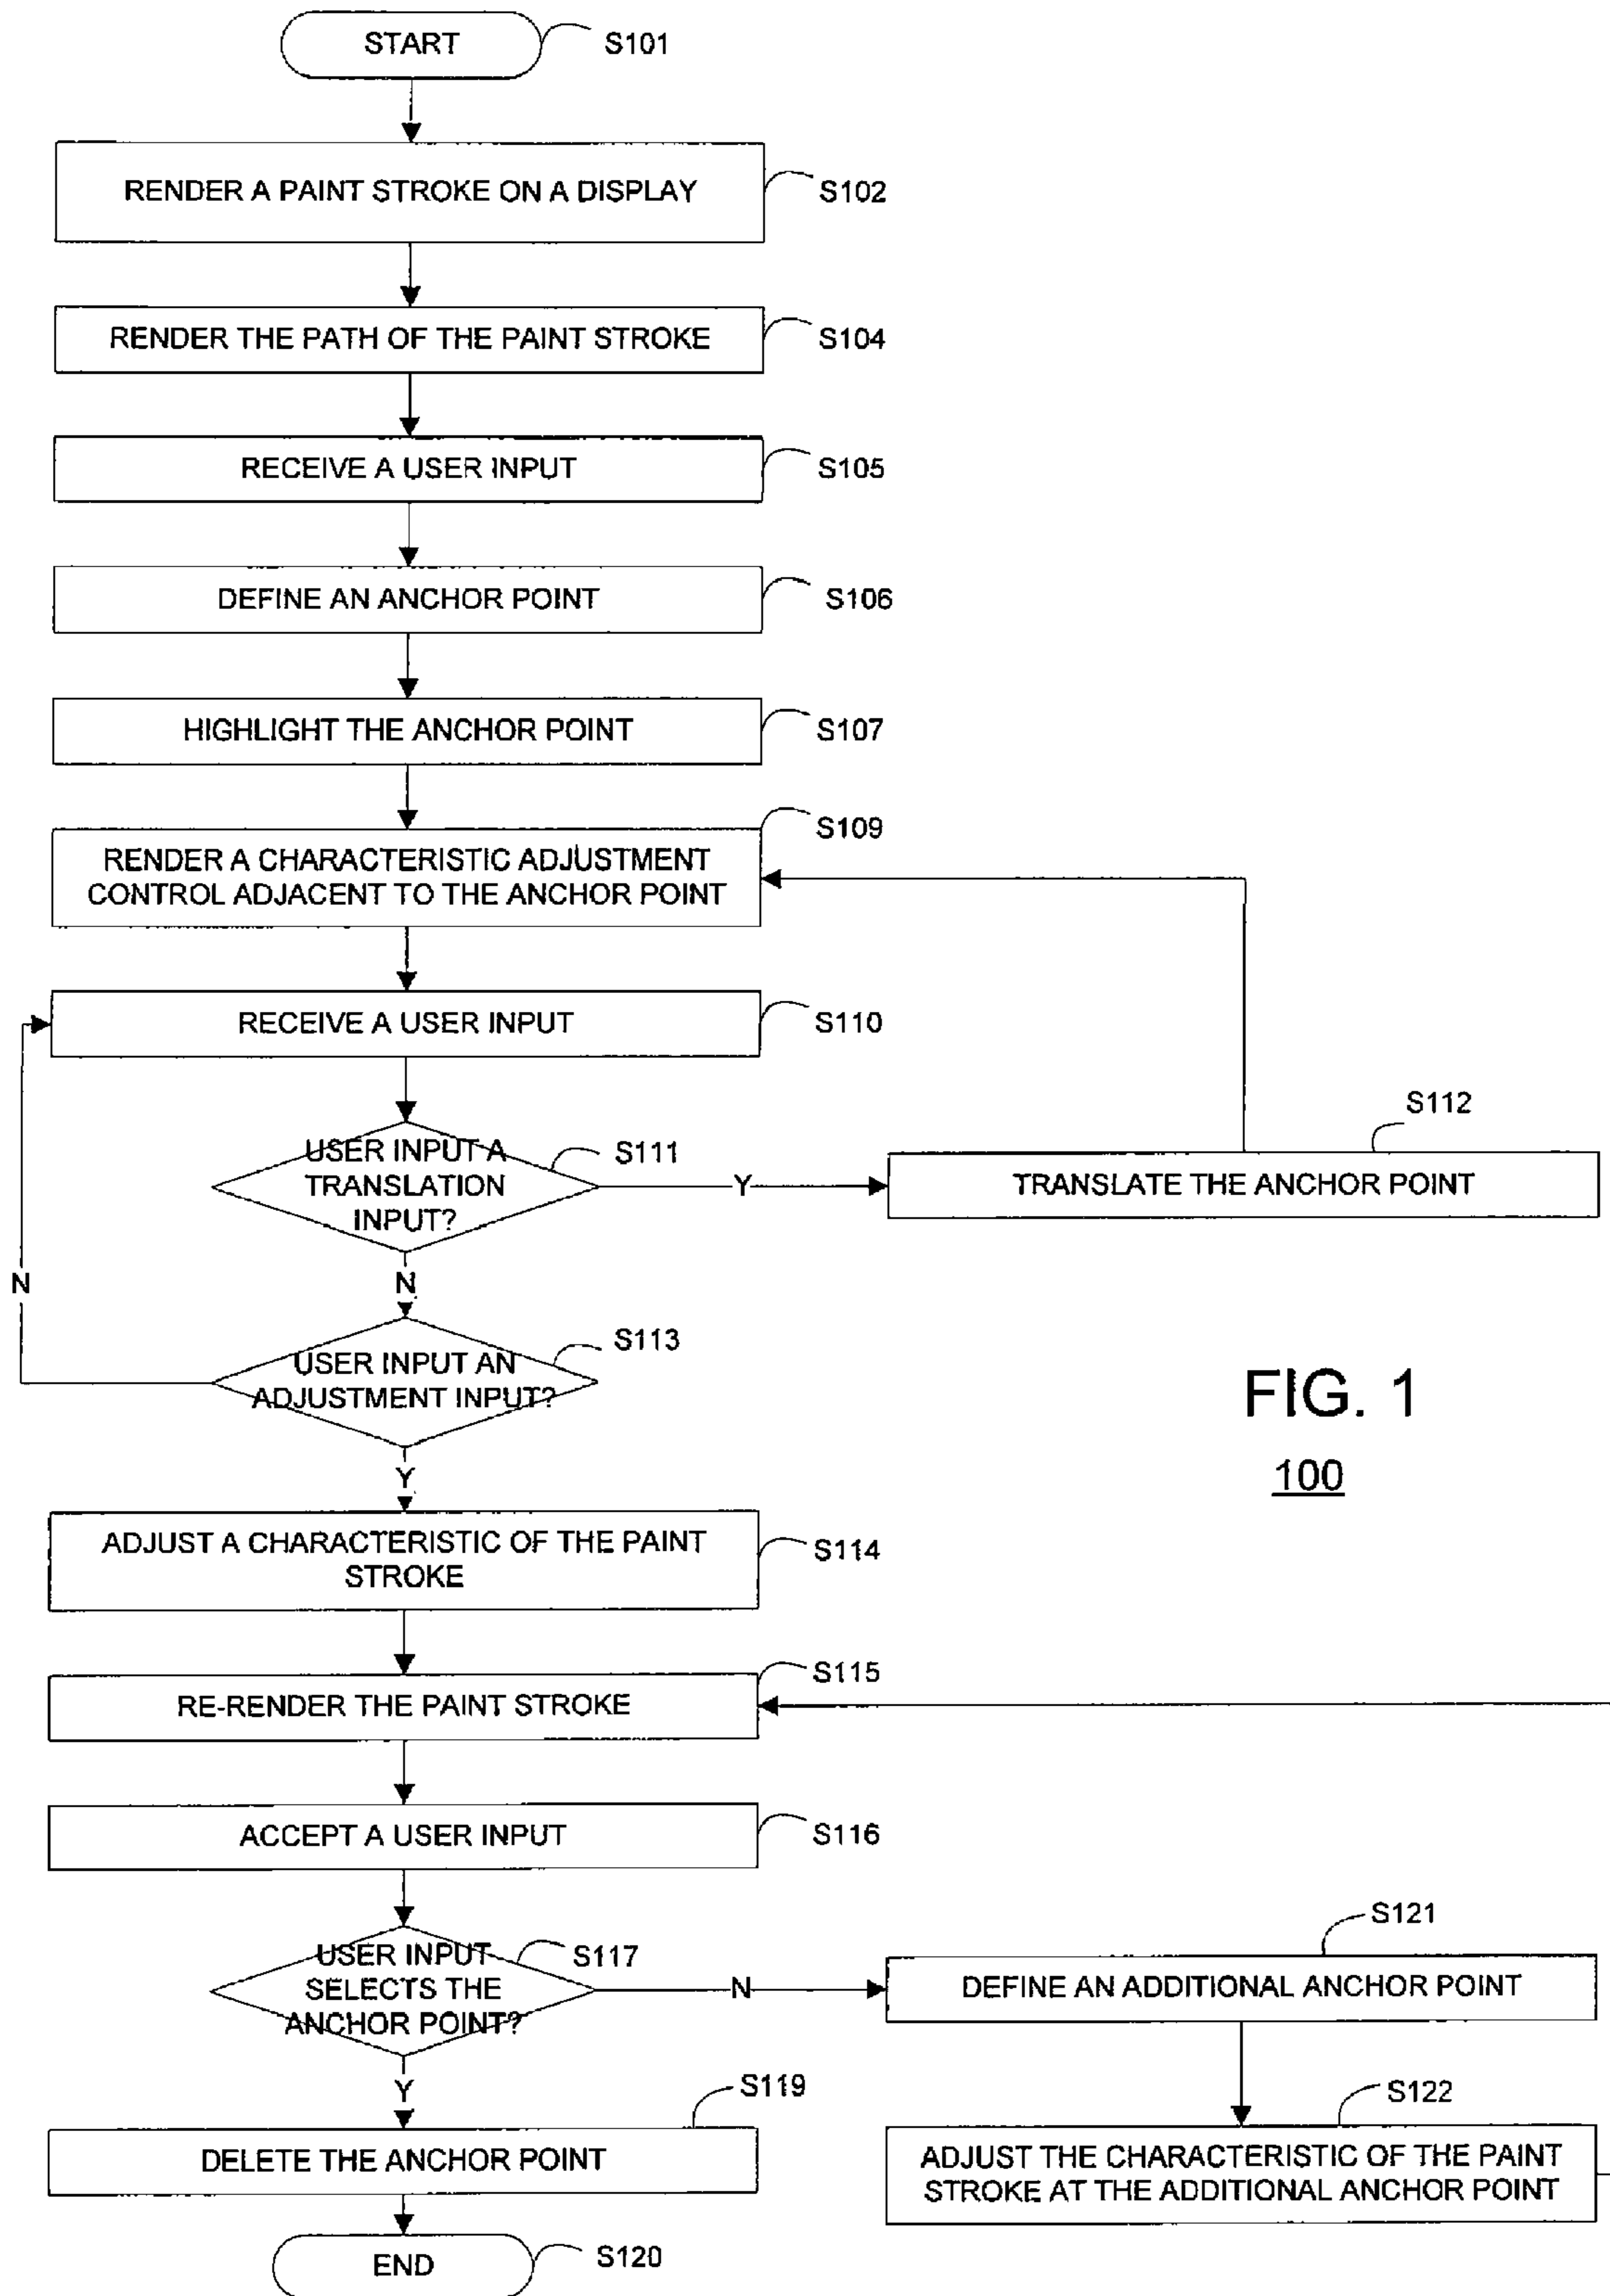 START
S101
RENDER A PAINT STROKE ON A DISPLAY
S102
RENDER THE PATH OF THE PAINT STROKE
S104
RECEIVE A USER INPUT
S105
DEFINE AN ANCHOR POINT
S106
HIGHLIGHT THE ANCHOR POINT
S107
S109
RENDER A CHARACTERISTIC ADJUSTMENT
CONTROL ADJACENT TO THE ANCHOR POINT
RECEIVE A USER INPUT
S110
USER INPUT A
TRANSLATION
INPUT?
S111
Y
S112
TRANSLATE THE ANCHOR POINT
N
N
USER INPUT AN
ADJUSTMENT INPUT?
S113
FIG. 1
100
Y
ADJUST A CHARACTERISTIC OF THE PAINT
STROKE
S114
RE-RENDER THE PAINT STROKE
S115
ACCEPT A USER INPUT
S116
USER INPUT
SELECTS THE
ANCHOR POINT?
S117
N
S121
DEFINE AN ADDITIONAL ANCHOR POINT
Y
S119
DELETE THE ANCHOR POINT
S122
ADJUST THE CHARACTERISTIC OF THE PAINT
STROKE AT THE ADDITIONAL ANCHOR POINT
END
S120